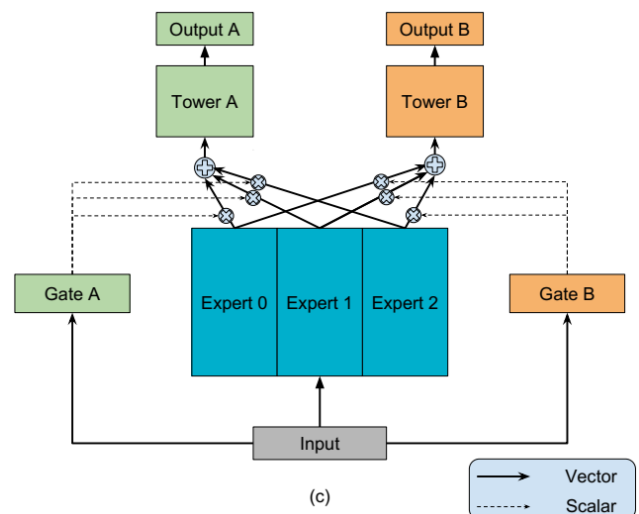 Output A
Output B
Tower A
Tower B
Gate A
Expert 0
Expert 1
Expert 2
Gate B
Input
(c)
Vector
Scalar